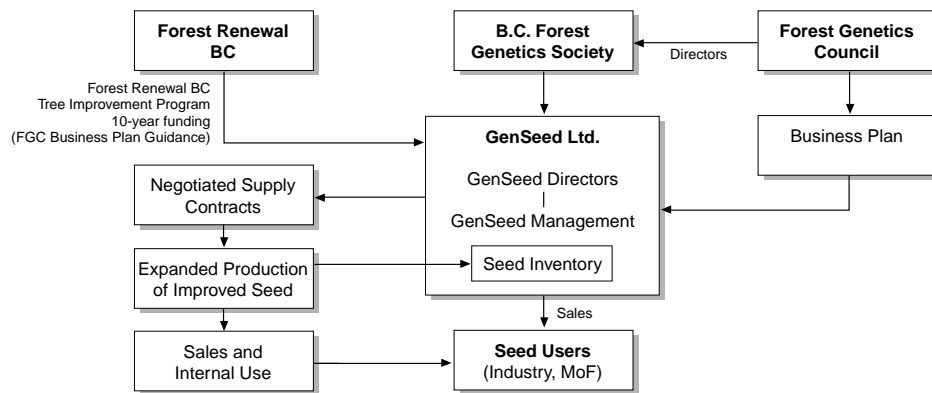 Forest Renewal
BC
B.C. Forest
Genetics Society
Directors
Forest Genetics
Council
Forest Renewal BC
Tree Improvement Program
10-year funding
(FGC Business Plan Guidance)
GenSeed Ltd.
GenSeed Directors
GenSeed Management
Seed Inventory
Business Plan
Negotiated Supply
Contracts
Expanded Production
of Improved Seed
Sales and
Internal Use
Sales
Seed Users
(Industry, MoF)